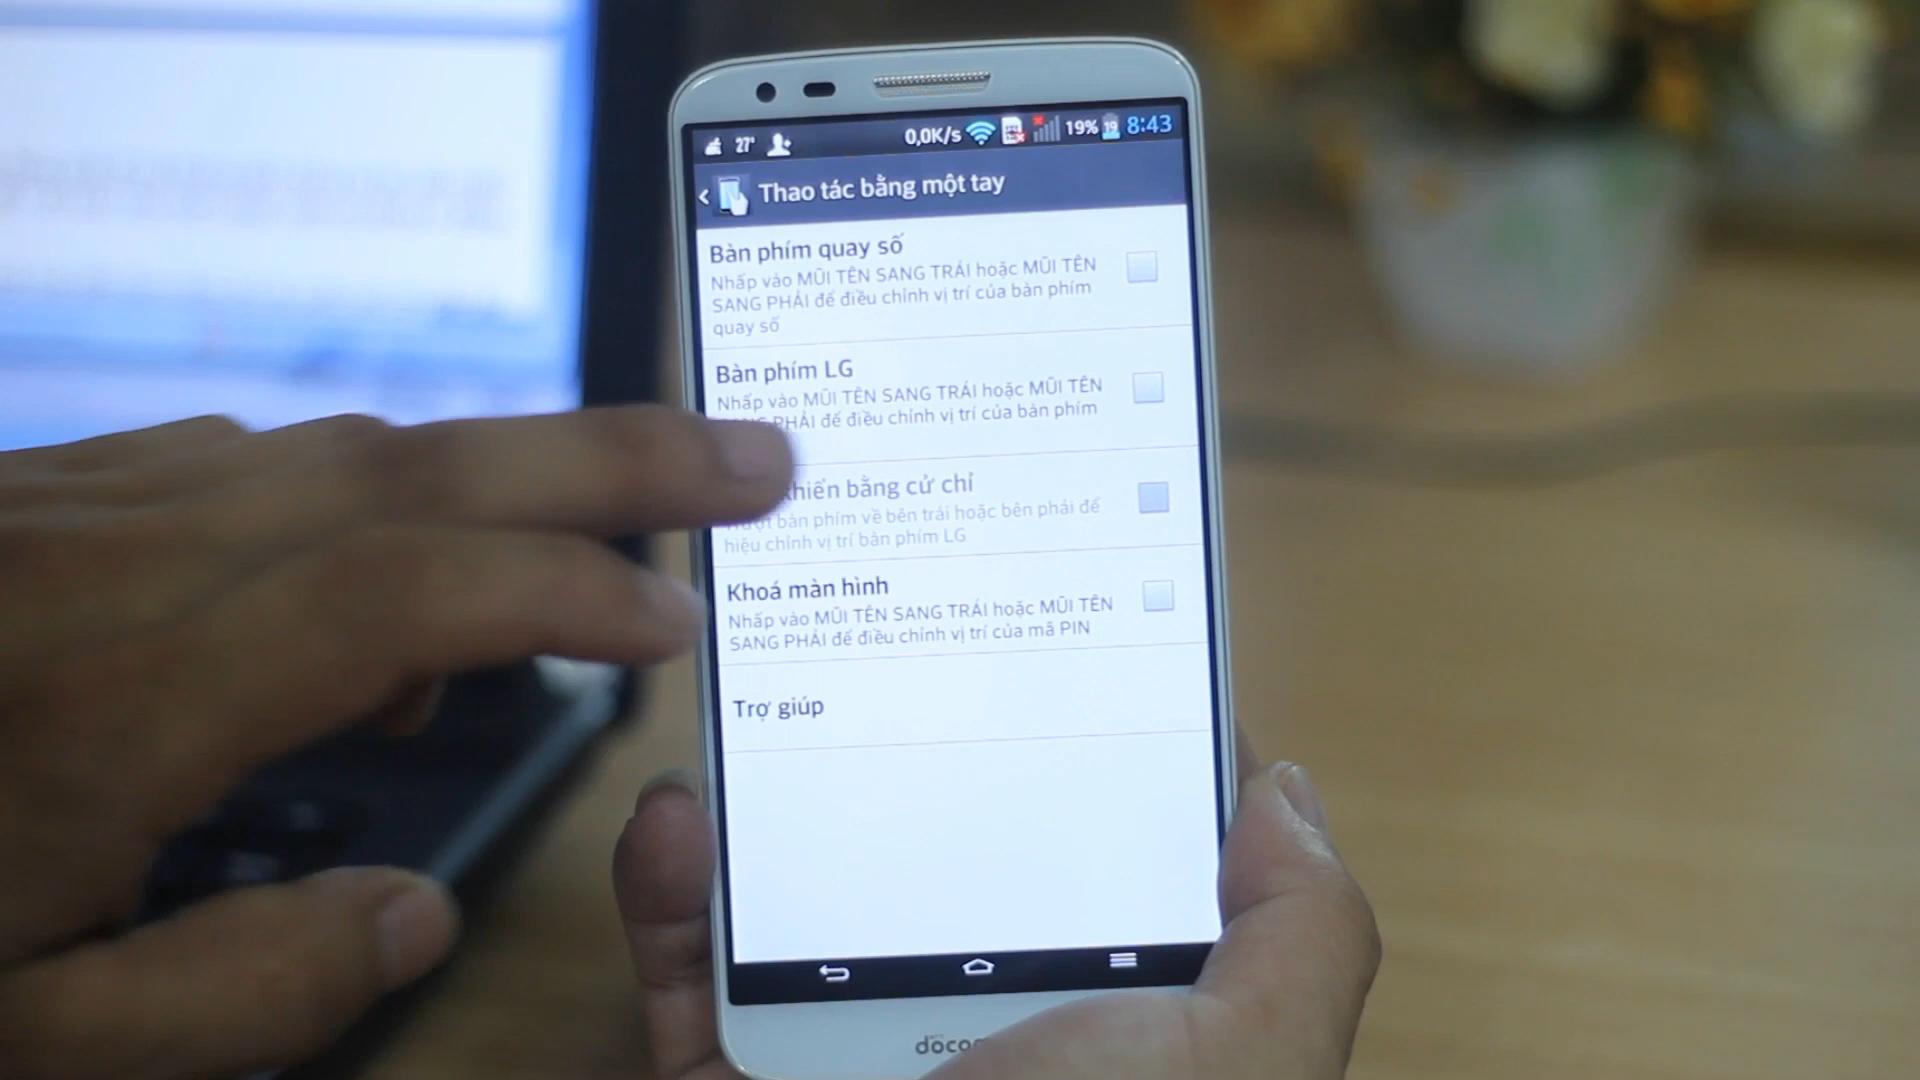 27° 0,0K/s 19% 19 8:43
Thao tác bằng một tay
Bàn phím quay số
Nhấp vào MŨI TÊN SANG TRÁI hoặc MŨI TÊN
SANG PHẢI để điều chỉnh vị trí của bàn phím
quay số
Bàn phím LG
Nhấp vào MŨI TÊN SANG TRÁI hoặc MŨI TÊN
PHẢI để điều chỉnh vị trí của bàn phím
khiển bằng cử chỉ
bàn phím về bên trái hoặc bên phải để
hiệu chỉnh vị trí bàn phím LG
Khoá màn hình
Nhấp vào MŨI TÊN SANG TRÁI hoặc MŨI TÊN
SANG PHẢI để điều chỉnh vị trí của mã PIN
Trợ giúp
döco